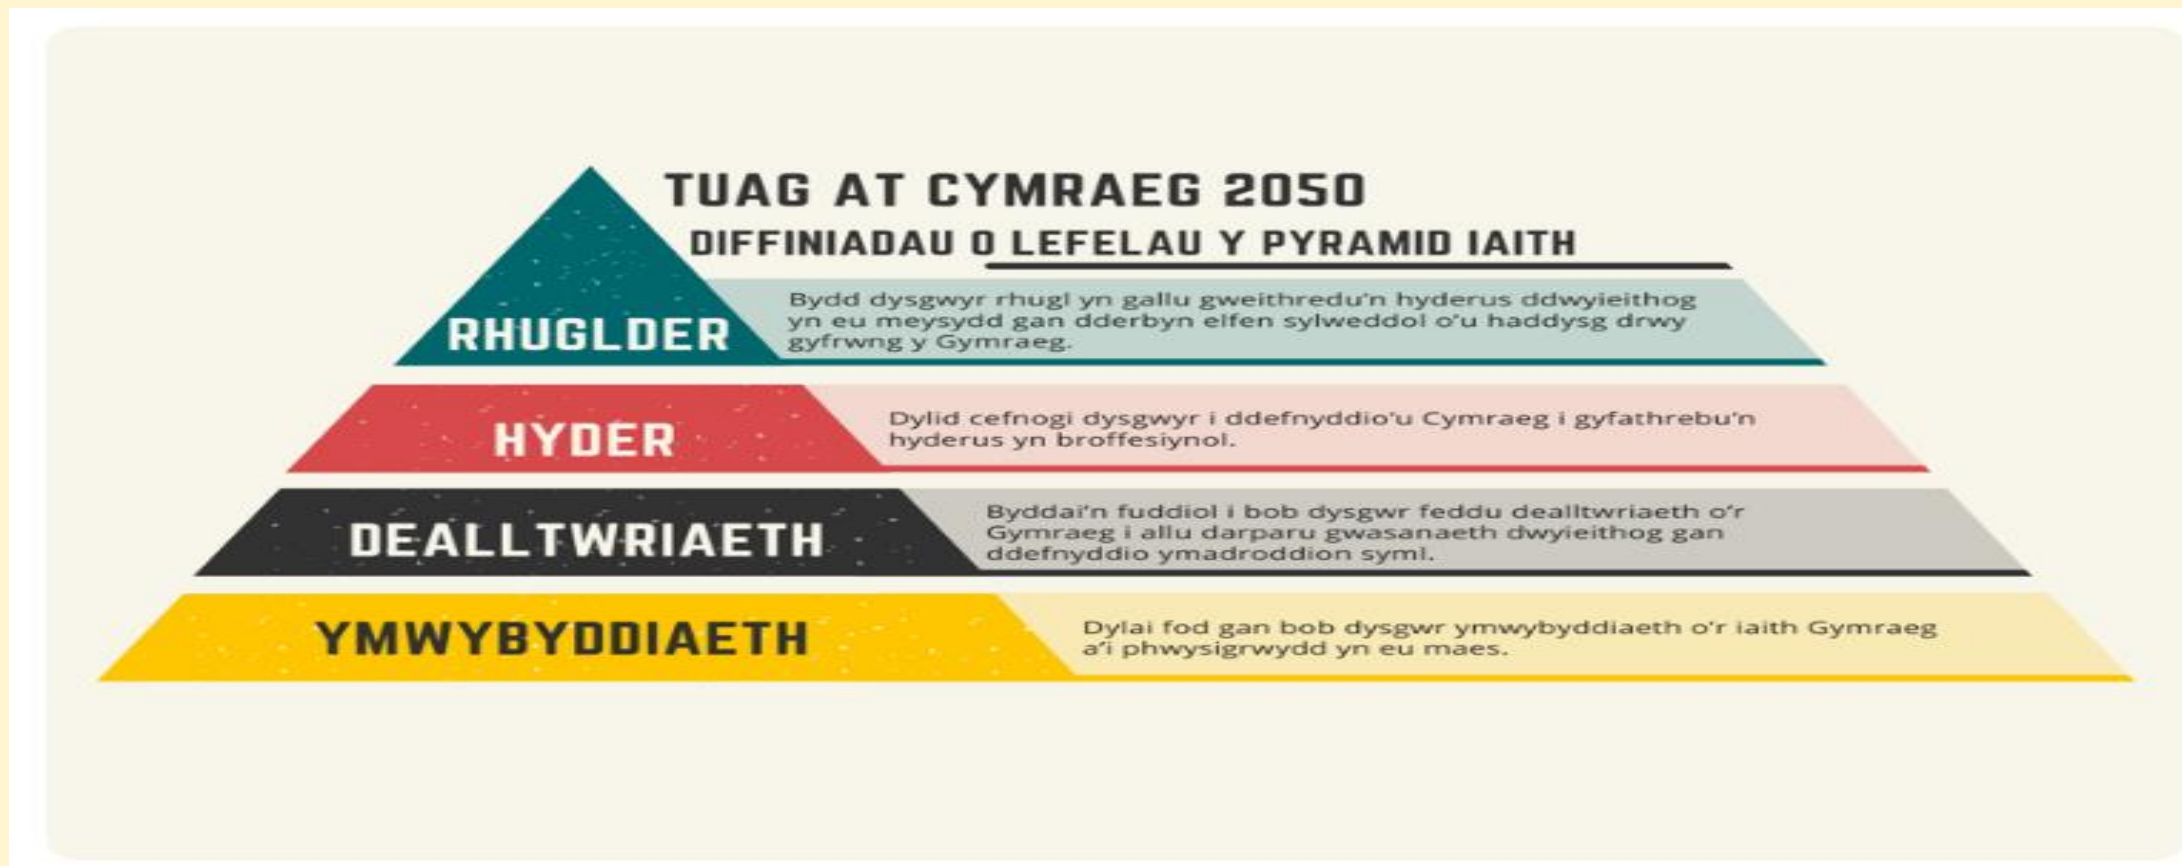 TUAG AT CYMRAEG 2050
DIFFINIADAU O LEFELAU Y PYRAMID IAITH
RHUGLDER
Bydd dysgwyr rhugl yn gallu gweithredu'n hyderus ddwyieithog
yn eu meysydd gan dderbyn elfen sylweddol o'u haddysg drwy
gyfrwng y Gymraeg.
HYDER
Dylid cefnogi dysgwyr i ddefnyddio'u Cymraeg i gyfathrebu'n
hyderus yn broffesiynol.
DEALLTWRIAETH
Byddai'n fuddiol i bob dysgwr feddu dealltwriaeth o'r
Gymraeg i allu darparu gwasanaeth dwyieithog gan
ddefnyddio ymadroddion syml.
YMWYBYDDIAETH
Dylai fod gan bob dysgwr ymwybyddiaeth o'r iaith Gymraeg
a'i phwysigrwydd yn eu maes.